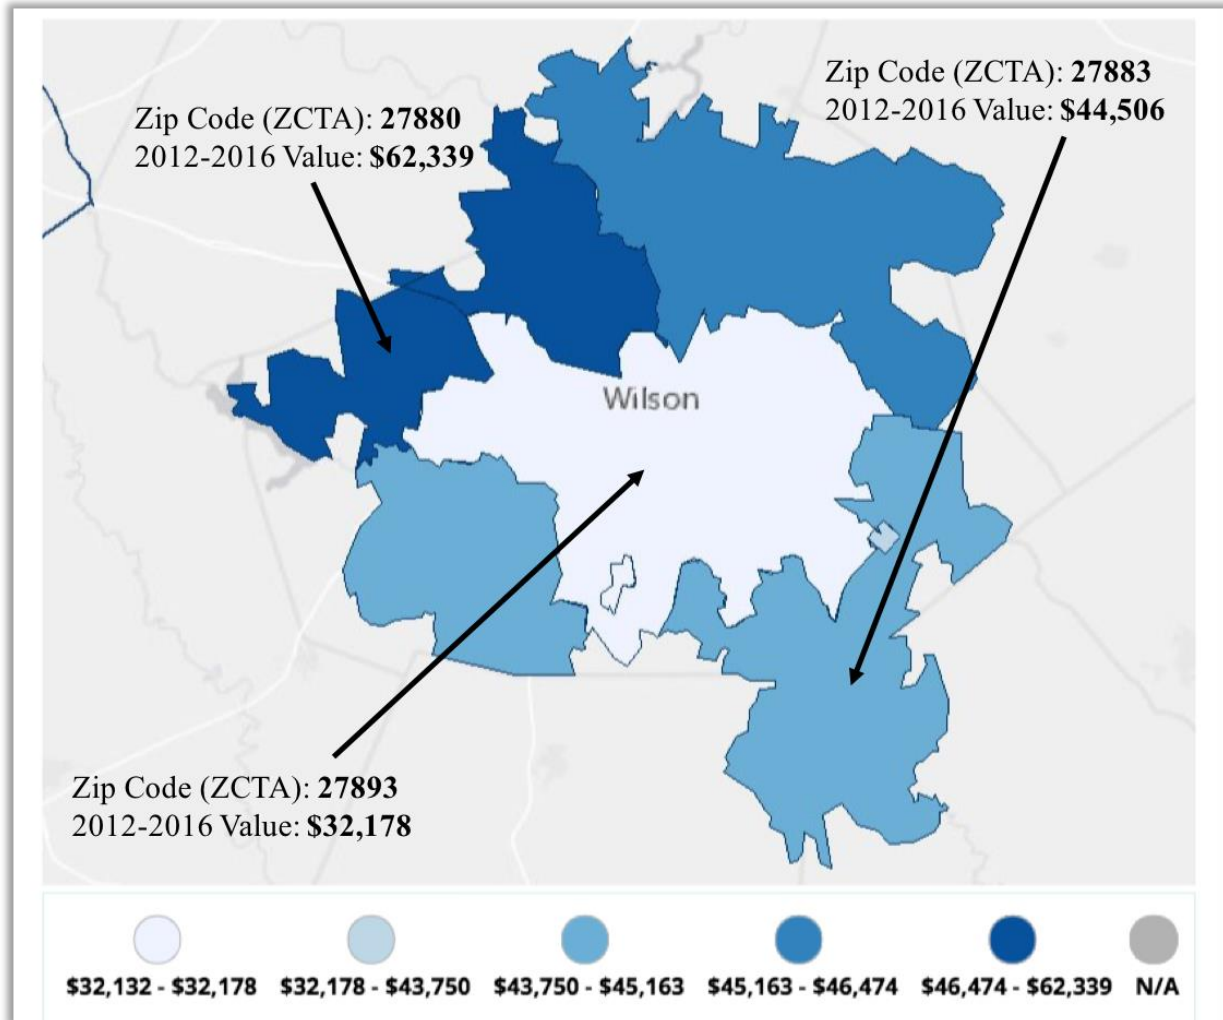 Zip Code (ZCTA): 27880
2012-2016 Value: $62,339
Zip Code (ZCTA): 27883
2012-2016 Value: $44,506
Wilson
Zip Code (ZCTA): 27893
2012-2016 Value: $32,178
$32,132 - $32,178
$32,178 - $43,750
$43,750 - $45,163
$45,163 - $46,474
$46,474 - $62,339
N/A